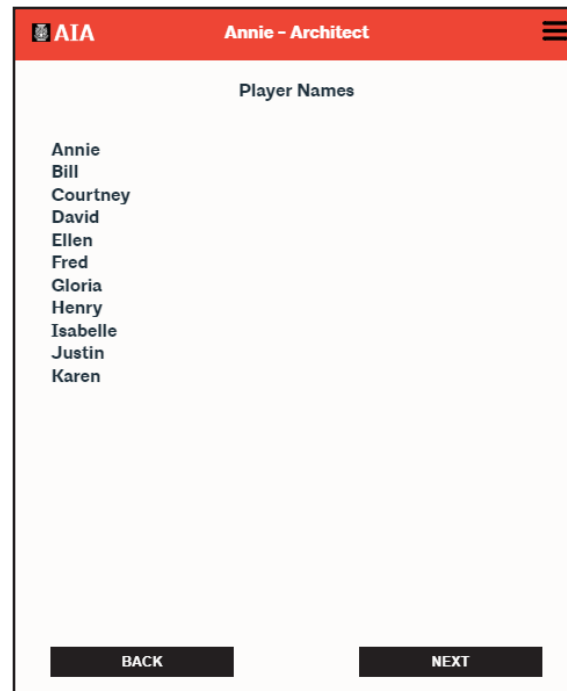 AIA
Annie – Architect
Player Names
Annie
Bill
Courtney
David
Ellen
Fred
Gloria
Henry
Isabelle
Justin
Karen
BACK
NEXT